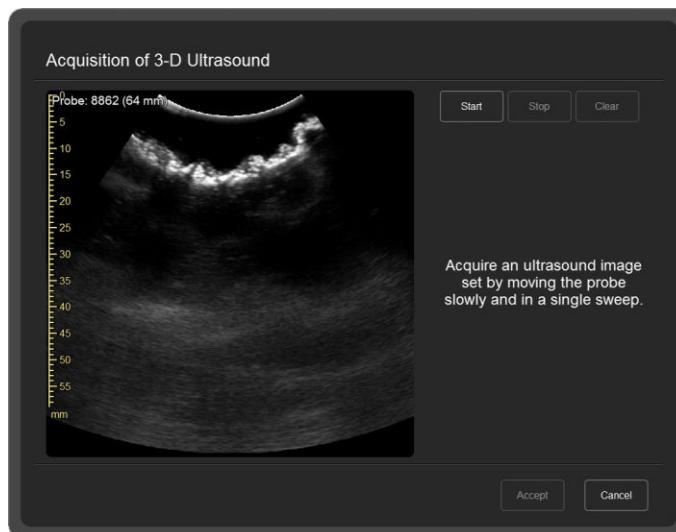 Acquisition of 3-D Ultrasound
Probe: 8862 (64 mm)
0
5
10
15
20
25
30
35
40
45
50
55
mm
Start
Stop
Clear
Acquire an ultrasound image
set by moving the probe
slowly and in a single sweep.
Accept
Cancel